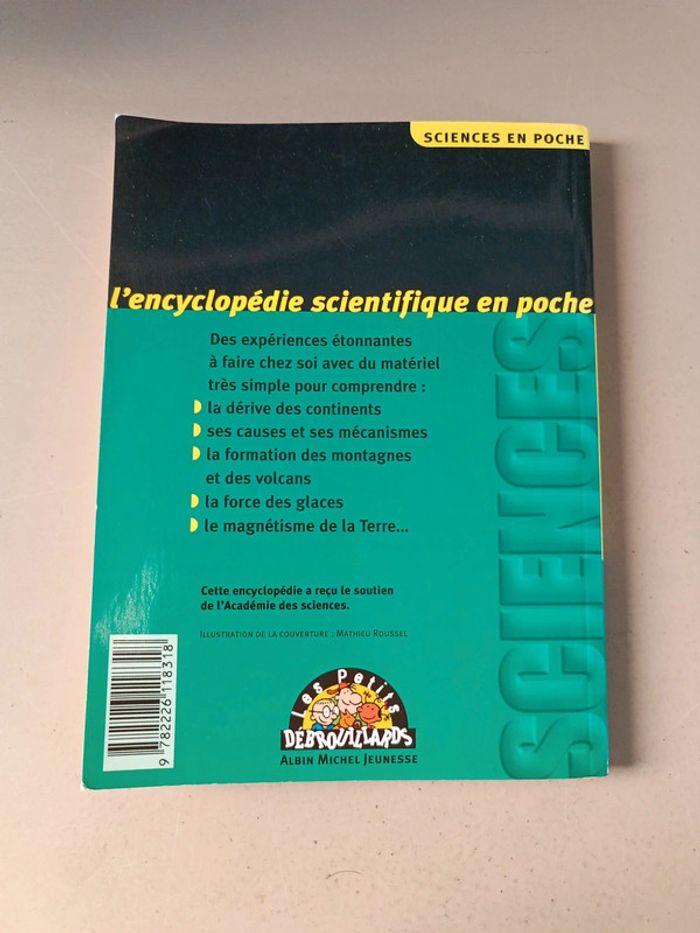 SCIENCES EN POCHE
l'encyclopédie scientifique en poche
Des expériences étonnantes
à faire chez soi avec du matériel
très simple pour comprendre :
la dérive des continents
ses causes et ses mécanismes
la formation des montagnes
et des volcans
la force des glaces
le magnétisme de la Terre...
SCIENCES
Cette encyclopédie a reçu le soutien
de l'Académie des sciences.
ILLUSTRATION DE LA COUVERTURE : MATHIEU ROUSSEL
Les Petits
DÉBROUILLARDS
ALBIN MICHEL JEUNESSE
9 782226 118318